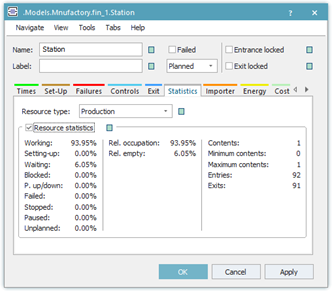 .Models.Mnufactory.fin_1.Station
Navigate View Tools Tabs Help
Name: Station Failed Entrance locked
Label: Planned Exit locked
Times Set-Up Failures Controls Exit Statistics Importer Energy Cost
Resource type: Production
Resource statistics
Working: 93.95% Rel. occupation: 93.95% Contents: 1
Setting-up: 0.00% Rel. empty: 6.05% Minimum contents: 0
Waiting: 6.05% Maximum contents: 1
Blocked: 0.00% Entries: 92
P. up/down: 0.00% Exits: 91
Failed: 0.00%
Stopped: 0.00%
Paused: 0.00%
Unplanned: 0.00%
OK Cancel Apply